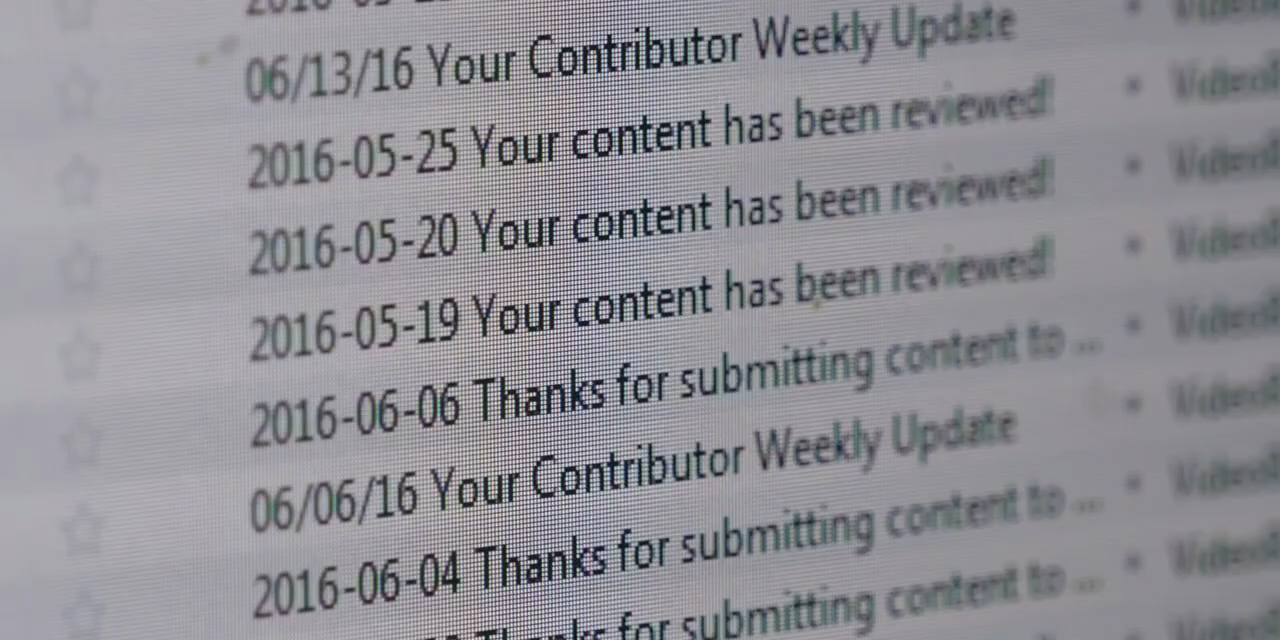 06/13/16 Your Contributor Weekly Update
2016-05-25 Your content has been reviewed!
2016-05-20 Your content has been reviewed!
2016-05-19 Your content has been reviewed!
2016-06-06 Thanks for submitting content to ...
06/06/16 Your Contributor Weekly Update
2016-06-04 Thanks for submitting content to ...
Thanks for submitting content to ...